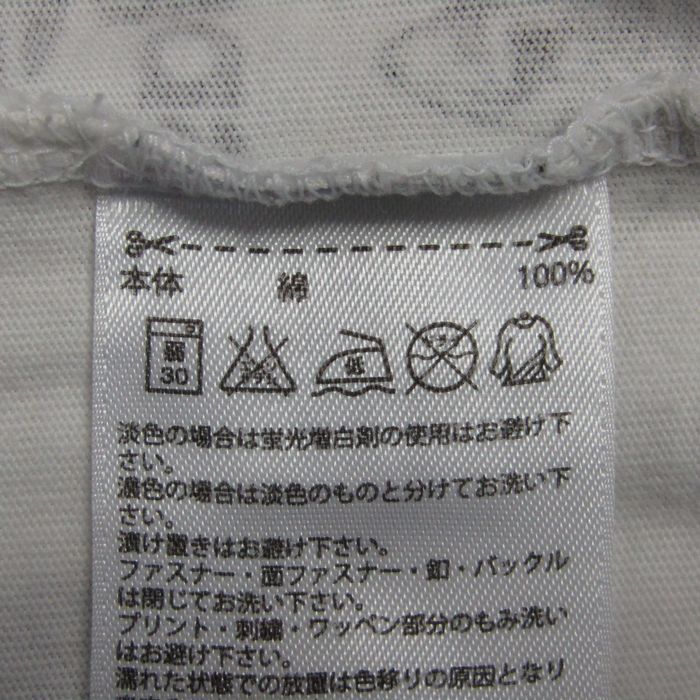 本体 綿 100%
弱
30
低
淡色の場合は蛍光増白剤の使用はお避け下
さい。
濃色の場合は淡色のものと分けてお洗い下
さい。
漬け置きはお避け下さい。
ファスナー・面ファスナー・釦・バックル
は閉じてお洗い下さい。
プリント・刺繍・ワッペン部分のもみ洗い
はお避け下さい。
濡れた状態での放置は色移りの原因となり